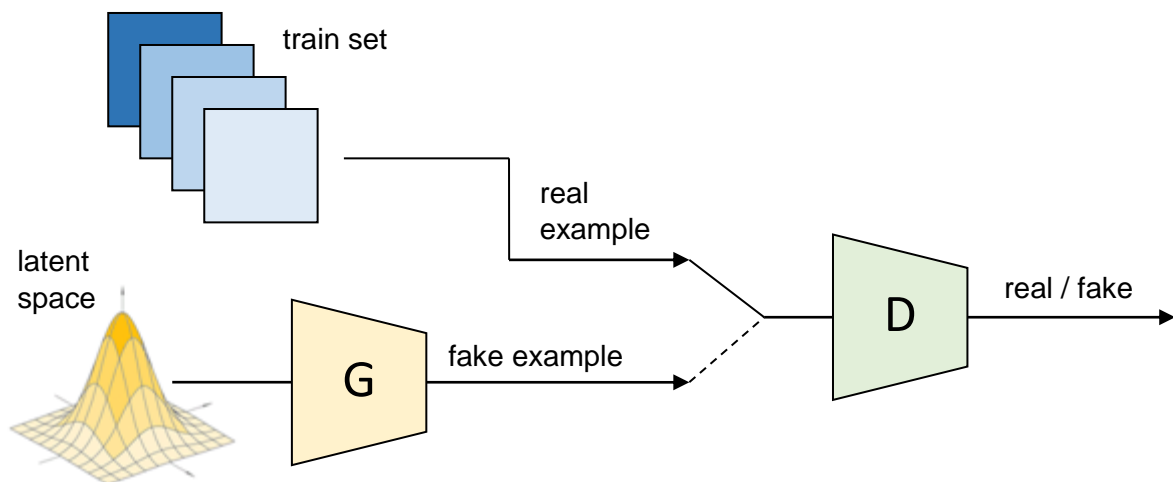 train set
real
example
latent
space
G
fake example
D
real / fake